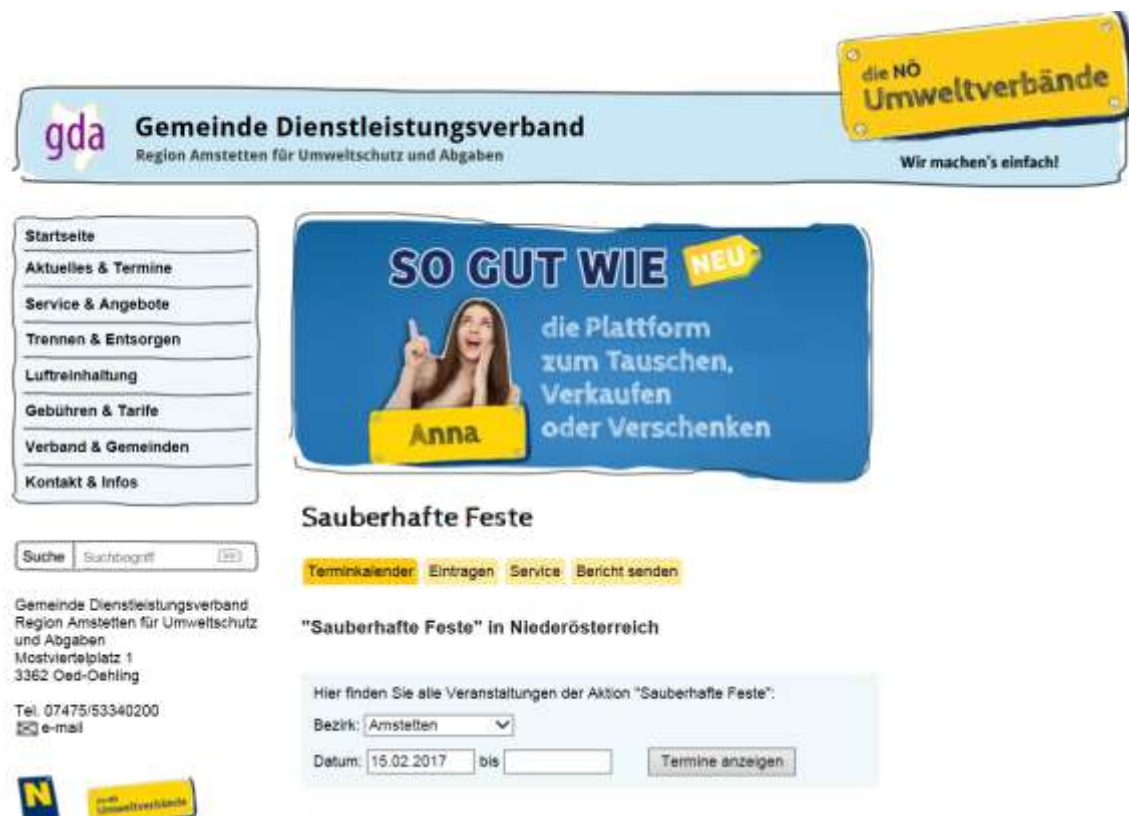 die NÖ
Umweltverbände
Wir machen's einfach!
gda
Gemeinde Dienstleistungsverband
Region Amstetten für Umweltschutz und Abgaben
Startseite
Aktuelles & Termine
Service & Angebote
Trennen & Entsorgen
Luftreinhaltung
Gebühren & Tarife
Verband & Gemeinden
Kontakt & Infos
Suche Suchbegriff
Gemeinde Dienstleistungsverband
Region Amstetten für Umweltschutz
und Abgaben
Mostviertelplatz 1
3362 Oed-Oehling
Tel. 07475/53340200
e-mail
N
die NÖ
Umweltverbände
SO GUT WIE NEU
die Plattform
zum Tauschen,
Verkaufen
oder Verschenken
Anna
Sauberhafte Feste
Terminkalender Eintragen Service Bericht senden
"Sauberhafte Feste" in Niederösterreich
Hier finden Sie alle Veranstaltungen der Aktion "Sauberhafte Feste":
Bezirk: Amstetten
Datum: 15.02.2017 bis Termine anzeigen